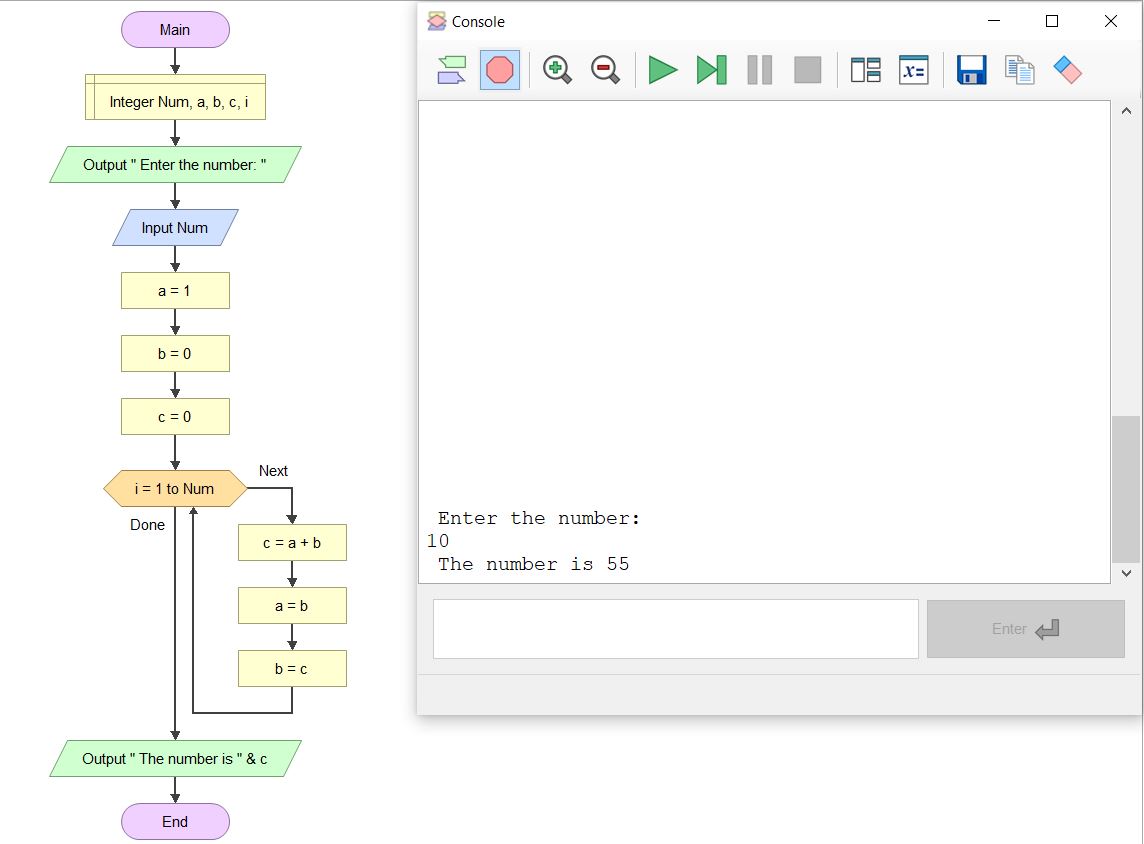 Main
Integer Num, a, b, c, i
Output " Enter the number: "
Input Num
a = 1
b = 0
c = 0
i = 1 to Num
Next
Done
c = a + b
a = b
b = c
Output " The number is " & c
End
Console
x=
Enter the number:
10
The number is 55
Enter